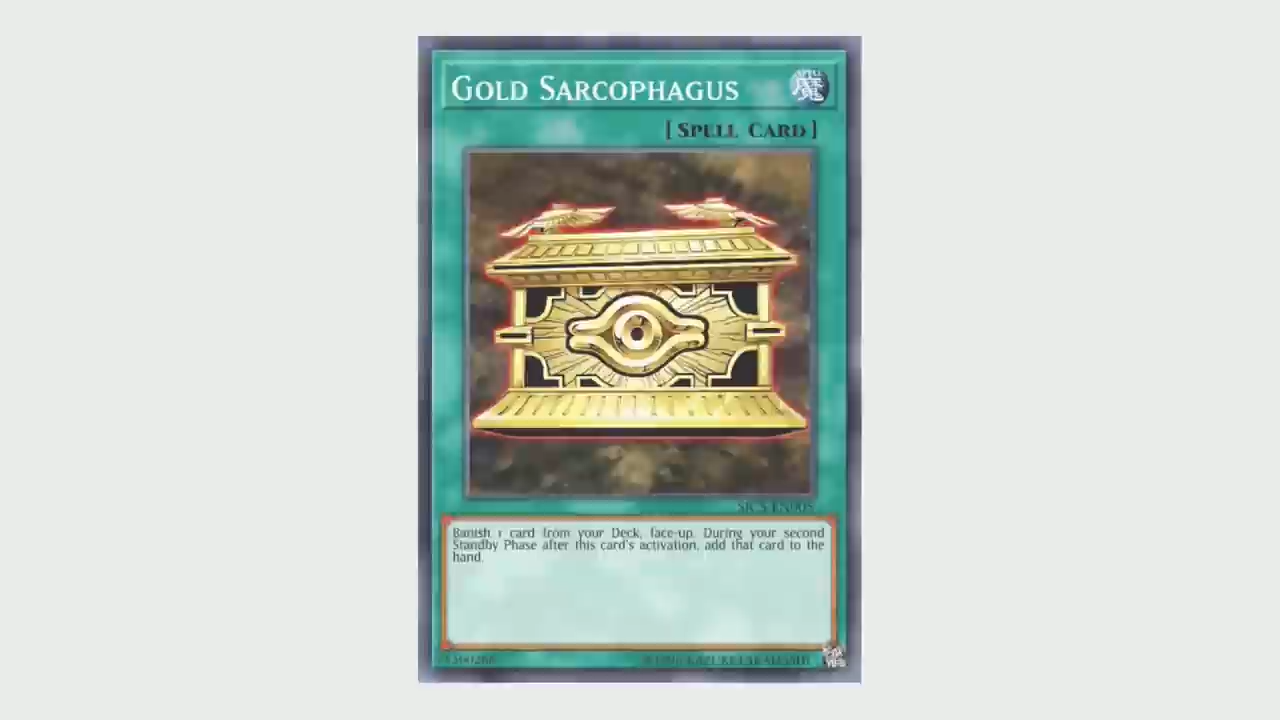 GOLD SARCOPHAGUS
魔
[ SPELL CARD ]
Banish 1 card from your Deck, face-up. During your second
Standby Phase after this card's activation, add that card to the
hand.